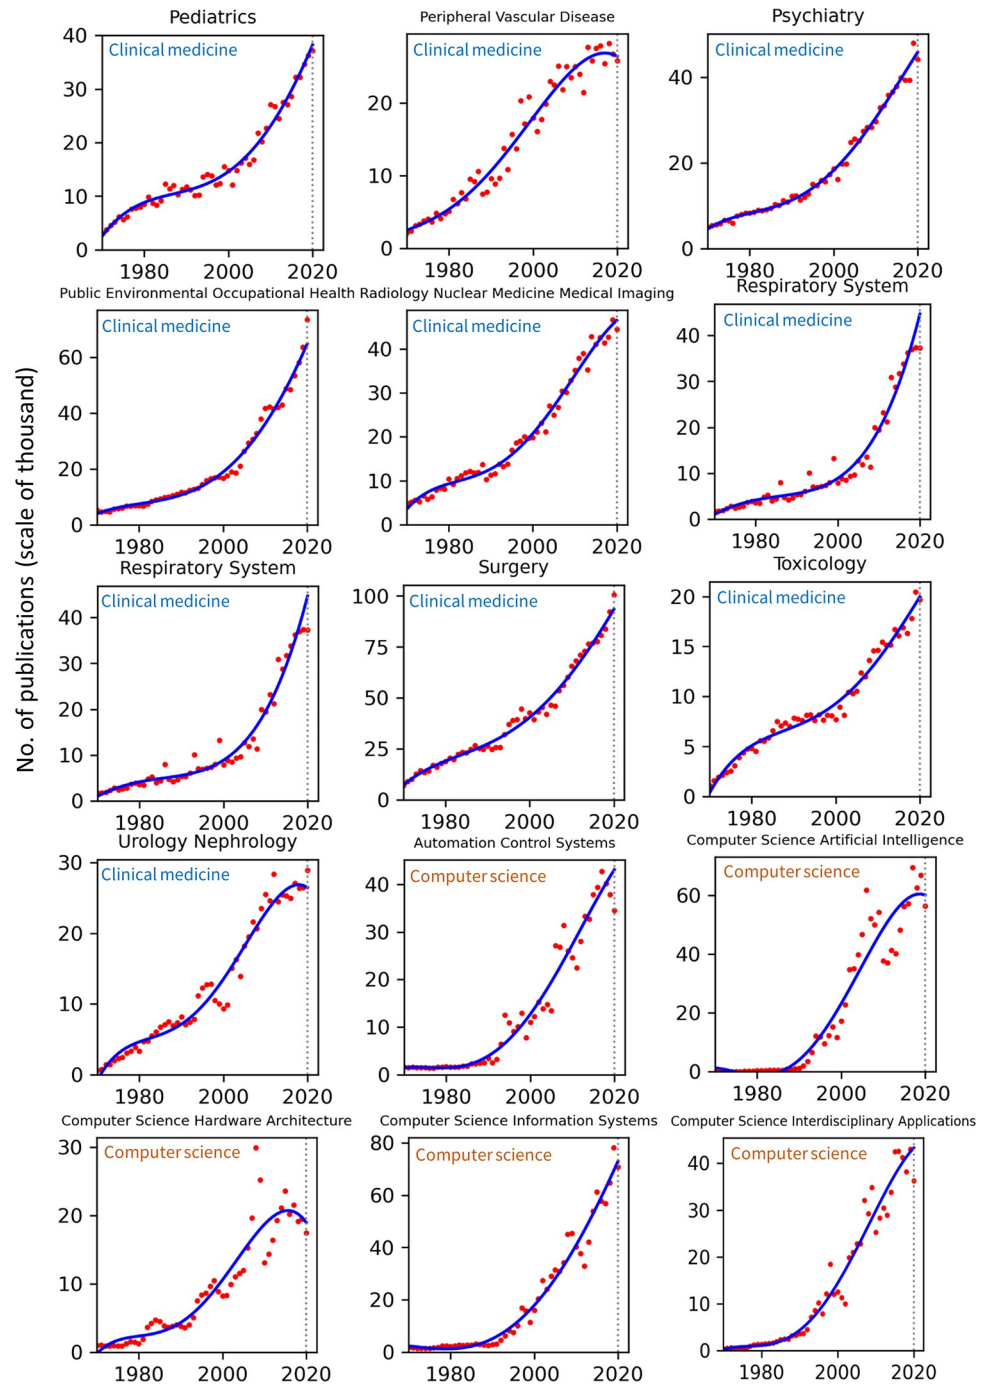 Pediatrics
Clinical medicine
40
30
20
10
0
1980 2000 2020
Peripheral Vascular Disease
Clinical medicine
20
10
0
1980 2000 2020
Psychiatry
Clinical medicine
40
20
0
1980 2000 2020
Public Environmental Occupational Health
Clinical medicine
60
40
20
0
1980 2000 2020
Radiology Nuclear Medicine Medical Imaging
Clinical medicine
40
30
20
10
0
1980 2000 2020
Respiratory System
Clinical medicine
40
30
20
10
0
1980 2000 2020
No. of publications (scale of thousand)
Respiratory System
Clinical medicine
40
30
20
10
0
1980 2000 2020
Surgery
Clinical medicine
100
75
50
25
0
1980 2000 2020
Toxicology
Clinical medicine
20
15
10
5
0
1980 2000 2020
Urology Nephrology
Clinical medicine
30
20
10
0
1980 2000 2020
Automation Control Systems
Computer science
40
30
20
10
0
1980 2000 2020
Computer Science Artificial Intelligence
Computer science
60
40
20
0
1980 2000 2020
Computer Science Hardware Architecture
Computer science
30
20
10
0
1980 2000 2020
Computer Science Information Systems
Computer science
80
60
40
20
0
1980 2000 2020
Computer Science Interdisciplinary Applications
Computer science
40
30
20
10
0
1980 2000 2020